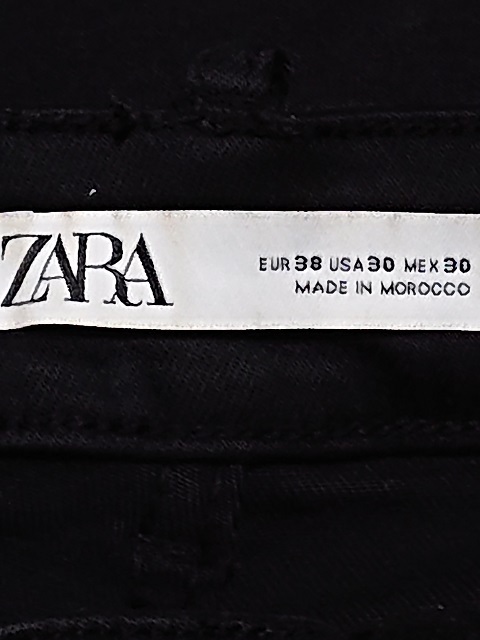 ZARA
EUR 38 USA 30 MEX 30
MADE IN MOROCCO